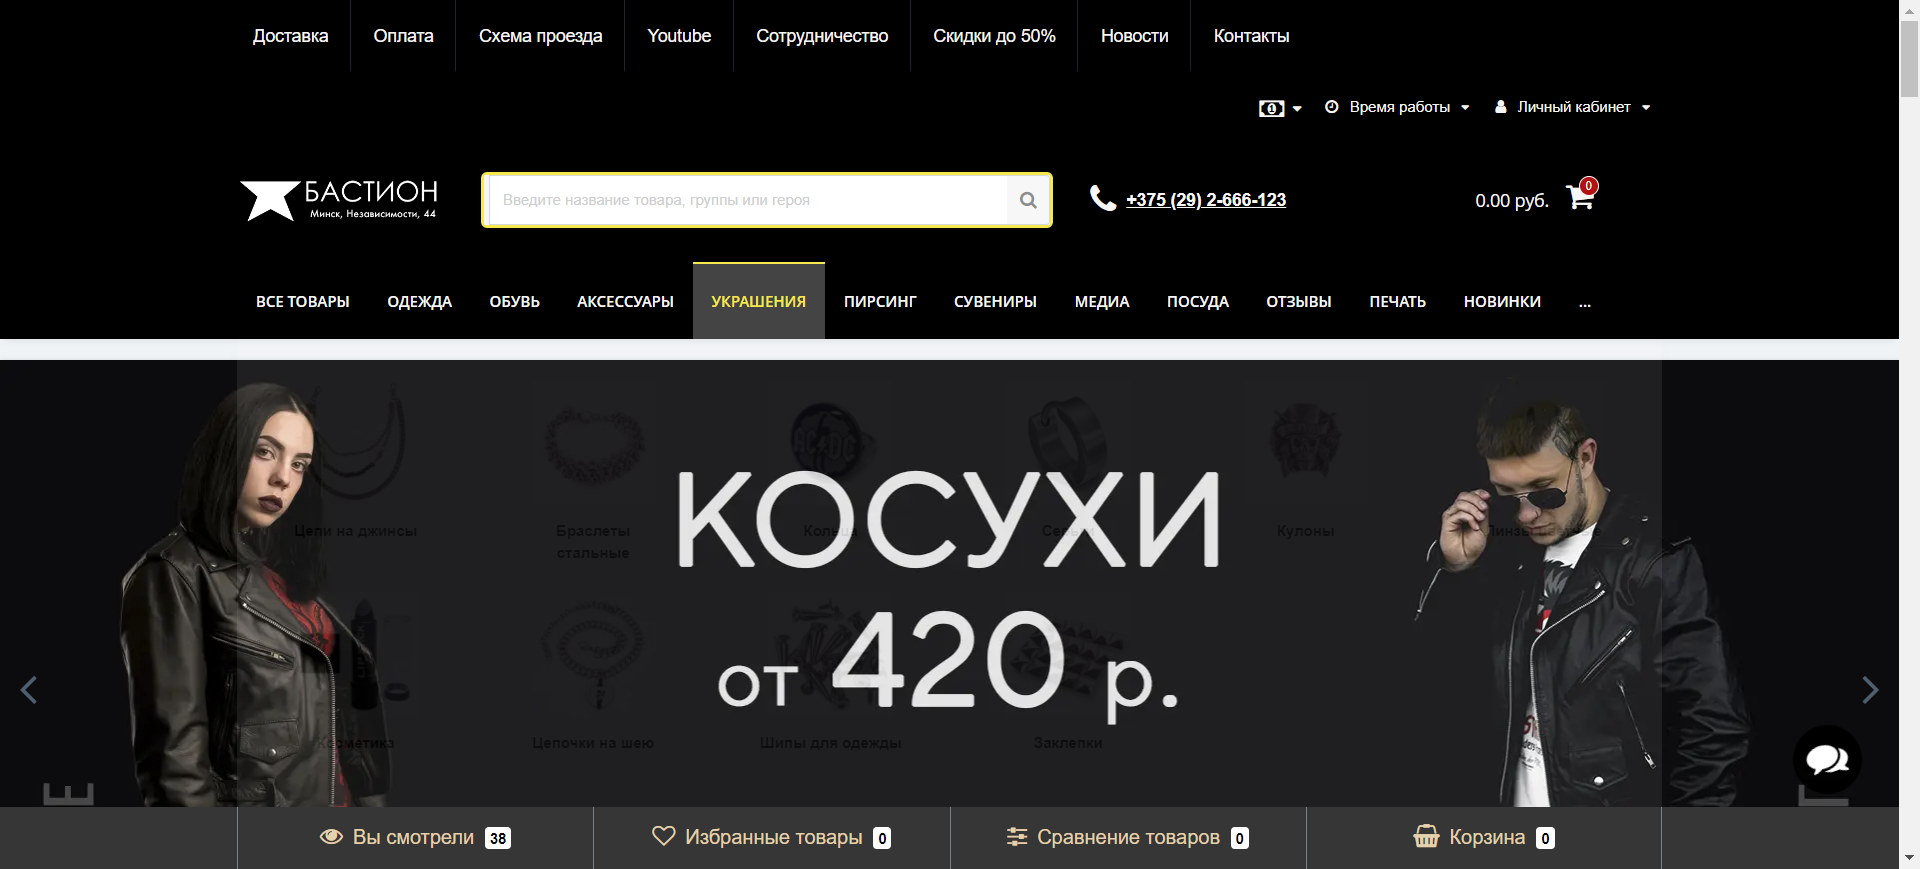 Доставка
Оплата
Схема проезда
Youtube
Сотрудничество
Скидки до 50%
Новости
Контакты
Время работы
Личный кабинет
БАСТИОН
Минск, Независимости, 44
Введите название товара, группы или героя
+375 (29) 2-666-123
0.00 руб.
0
ВСЕ ТОВАРЫ
ОДЕЖДА
ОБУВЬ
АКСЕССУАРЫ
УКРАШЕНИЯ
ПИРСИНГ
СУВЕНИРЫ
МЕДИА
ПОСУДА
ОТЗЫВЫ
ПЕЧАТЬ
НОВИНКИ
...
AC/DC
КОСУХИ
Цепи на джинсы
Браслеты
стальные
Кольца
Кулоны
от 420 р.
Косметика
Цепочки на шею
Шипы для одежды
Заклепки
Вы смотрели 38
Избранные товары 0
Сравнение товаров 0
Корзина 0